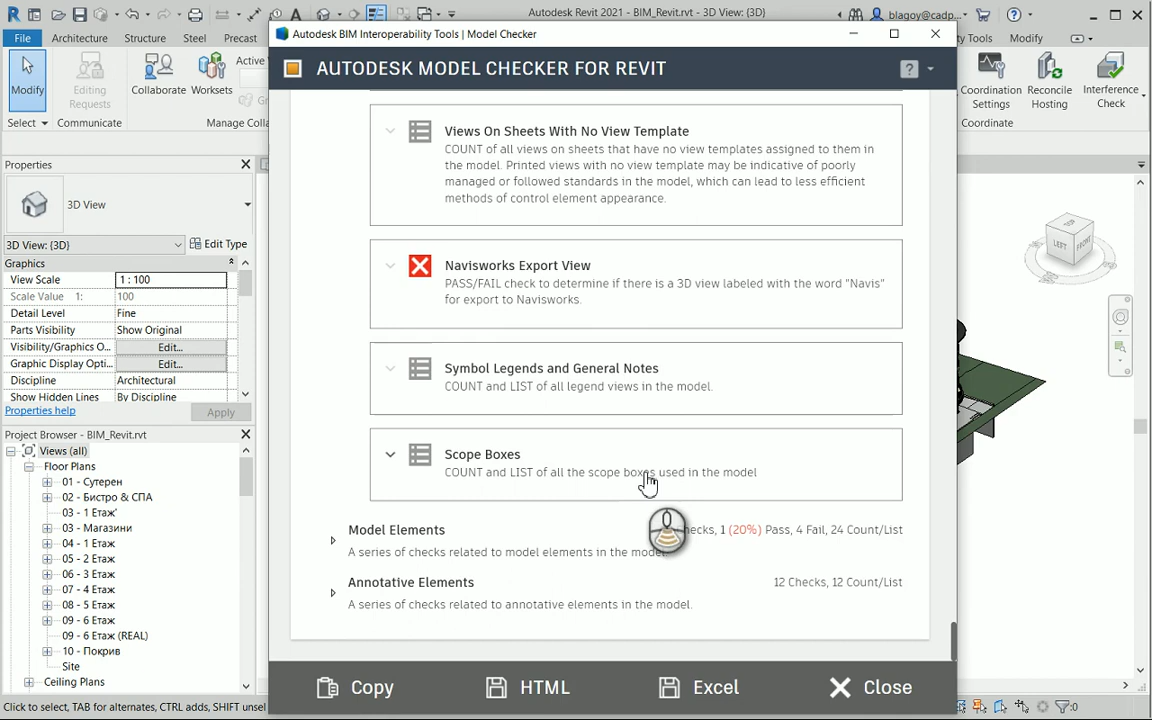 Autodesk Revit 2021 - BIM_Revit.rvt - 3D View: {3D}
blagoy@cadp...
File
Architecture
Structure
Steel
Precast
Modify
Modify
Editing
Requests
Collaborate
Worksets
Active
Select
Communicate
Manage Colla
Coordination
Settings
Reconcile
Hosting
Interference
Check
Coordinate
Autodesk BIM Interoperability Tools | Model Checker
AUTODESK MODEL CHECKER FOR REVIT
?
Views On Sheets With No View Template
COUNT of all views on sheets that have no view templates assigned to them in
the model. Printed views with no view template may be indicative of poorly
managed or followed standards in the model, which can lead to less efficient
methods of control element appearance.
Navisworks Export View
PASS/FAIL check to determine if there is a 3D view labeled with the word "Navis"
for export to Navisworks.
Symbol Legends and General Notes
COUNT and LIST of all legend views in the model.
Scope Boxes
COUNT and LIST of all the scope boxes used in the model
Model Elements
1 (20%) Pass, 4 Fail, 24 Count/List
A series of checks related to model elements in the model.
Annotative Elements
12 Checks, 12 Count/List
A series of checks related to annotative elements in the model.
Copy
HTML
Excel
Close
Properties
3D View
3D View: {3D}
Edit Type
Graphics
View Scale
1 : 100
Scale Value 1:
100
Detail Level
Fine
Parts Visibility
Show Original
Visibility/Graphics O...
Edit...
Graphic Display Opti...
Edit...
Discipline
Architectural
Show Hidden Lines
By Discipline
Properties help
Apply
Project Browser - BIM_Revit.rvt
Views (all)
Floor Plans
01 - Сутерен
02 - Бистро & СПА
03 - 1 Етаж'
03 - Магазини
04 - 1 Етаж
05 - 2 Етаж
06 - 3 Етаж
07 - 4 Етаж
08 - 5 Етаж
09 - 6 Етаж
09 - 6 Етаж (REAL)
10 - Покрив
Site
Ceiling Plans
LEFT
FRONT
Click to select, TAB for alternates, CTRL adds, SHIFT unsel
:0